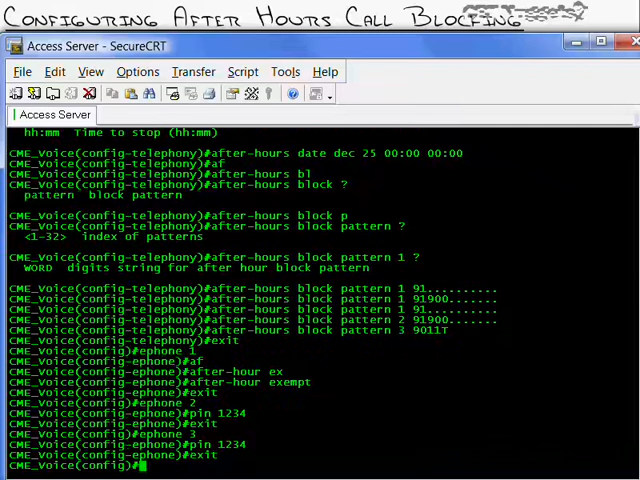 CONFIGURING AFTER HOURS CALL BLOCKING
Access Server - SecureCRT
File Edit View Options Transfer Script Tools Help
Access Server
hh:mm Time to stop (hh:mm)
CME_Voice(config-telephony)#after-hours date dec 25 00:00 00:00
CME_Voice(config-telephony)#af
CME_Voice(config-telephony)#after-hours bl
CME_Voice(config-telephony)#after-hours block ?
pattern block pattern
CME_Voice(config-telephony)#after-hours block p
CME_Voice(config-telephony)#after-hours block pattern ?
<1-32> index of patterns
CME_Voice(config-telephony)#after-hours block pattern 1 ?
WORD digits string for after hour block pattern
CME_Voice(config-telephony)#after-hours block pattern 1 91..........
CME_Voice(config-telephony)#after-hours block pattern 1 91900.......
CME_Voice(config-telephony)#after-hours block pattern 1 91..........
CME_Voice(config-telephony)#after-hours block pattern 2 91900.......
CME_Voice(config-telephony)#after-hours block pattern 3 9011T
CME_Voice(config-telephony)#exit
CME_Voice(config)#ephone 1
CME_Voice(config-ephone)#af
CME_Voice(config-ephone)#after-hour ex
CME_Voice(config-ephone)#after-hour exempt
CME_Voice(config-ephone)#exit
CME_Voice(config)#ephone 2
CME_Voice(config-ephone)#pin 1234
CME_Voice(config-ephone)#exit
CME_Voice(config)#ephone 3
CME_Voice(config-ephone)#pin 1234
CME_Voice(config-ephone)#exit
CME_Voice(config)#